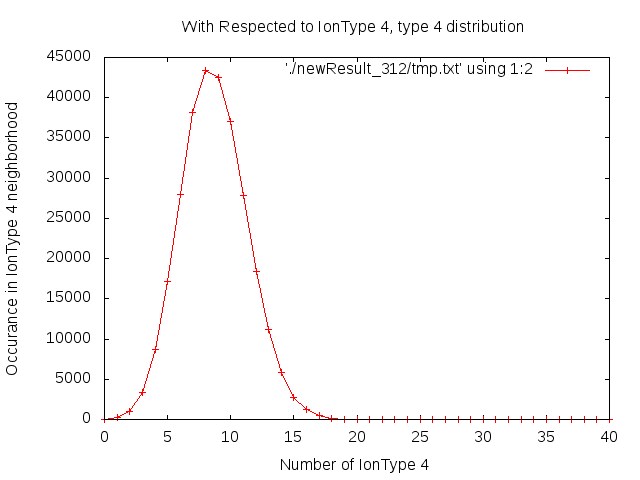 With Respected to IonType 4, type 4 distribution
'./newResult_312/tmp.txt' using 1:2
45000
40000
35000
30000
25000
20000
15000
10000
5000
0
Occurance in IonType 4 neighborhood
0 5 10 15 20 25 30 35 40
Number of IonType 4